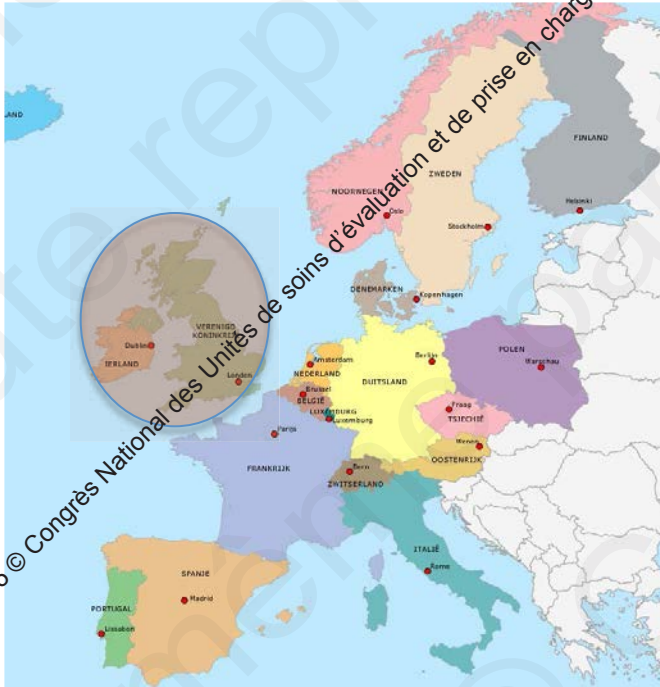 LAND
FINLAND
NOORWEGEN
ZWEDEN
Oslo
Helsinki
Stockholm
DENEMARKEN
Kopenhagen
VERENIGD
KONINKRIJK
Dublin
IERLAND
London
Amsterdam
NEDERLAND
Berlijn
POLEN
Warschau
DUITSLAND
Brussel
BELGIË
LUXEMBURG
Luxemburg
Praag
TSJECHIË
Parijs
Wenen
OOSTENRIJK
FRANKRIJK
Bern
ZWITSERLAND
ITALIË
Rome
SPANJE
Madrid
PORTUGAL
Lissabon
© Congrès National des Unités de soins d'évaluation et de prise en charg